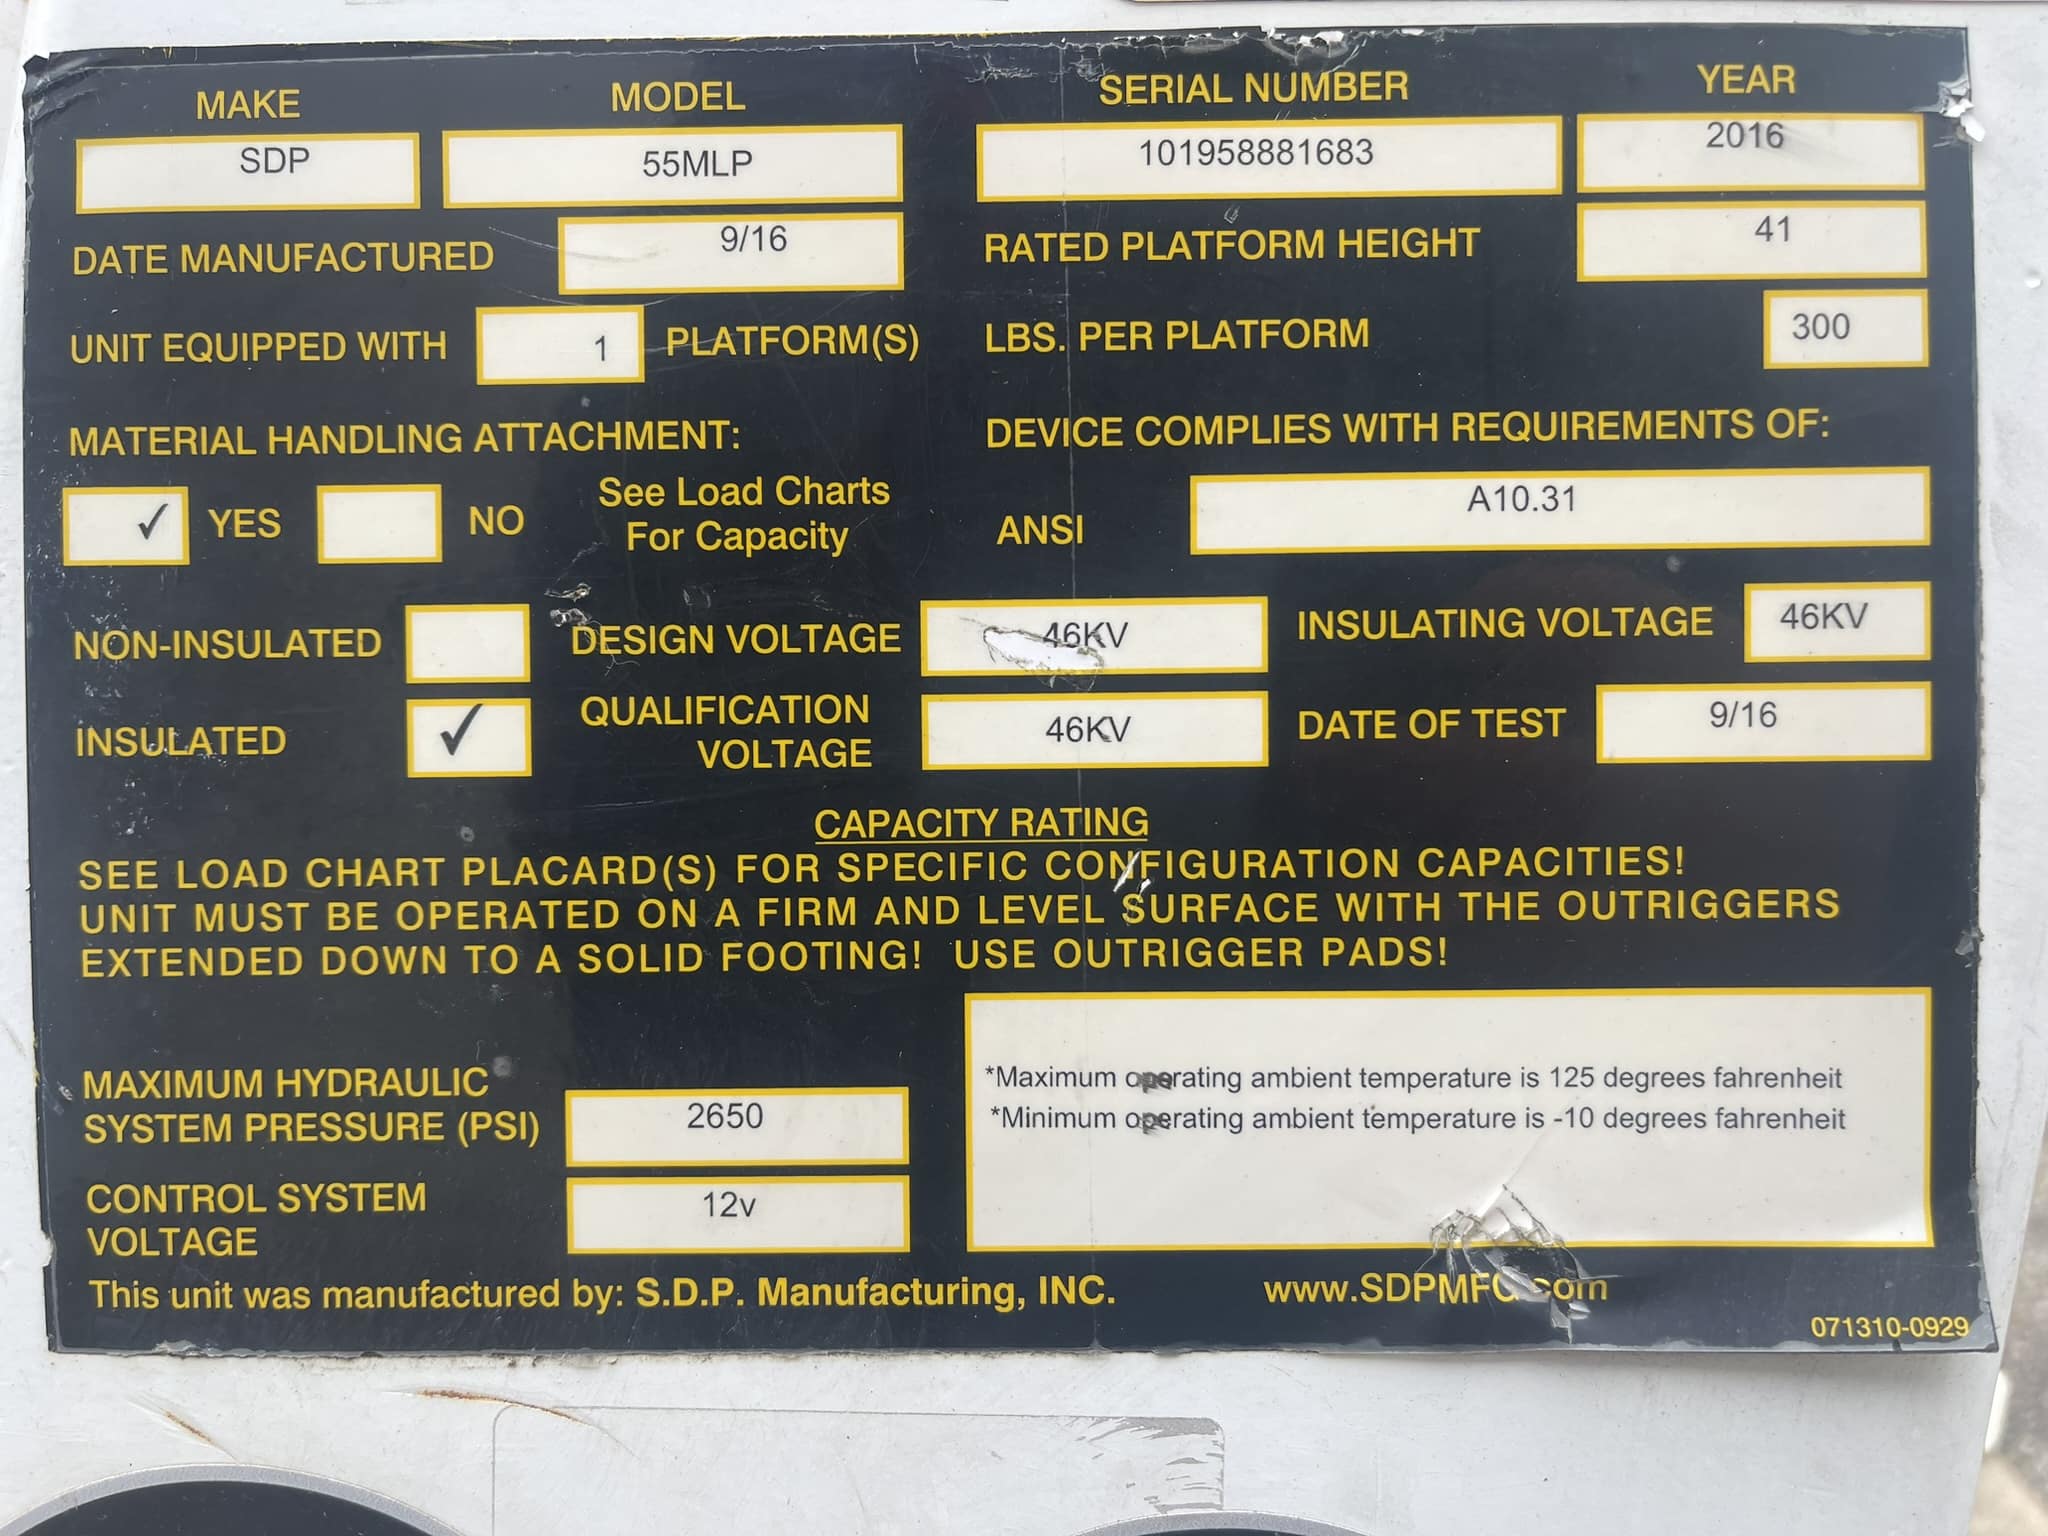 MAKE MODEL SERIAL NUMBER YEAR
SDP 55MLP 101958881683 2016
DATE MANUFACTURED 9/16 RATED PLATFORM HEIGHT 41
UNIT EQUIPPED WITH 1 PLATFORM(S) LBS. PER PLATFORM 300
MATERIAL HANDLING ATTACHMENT: DEVICE COMPLIES WITH REQUIREMENTS OF:
✓ YES NO See Load Charts
For Capacity
ANSI A10.31
NON-INSULATED DESIGN VOLTAGE 46KV INSULATING VOLTAGE 46KV
INSULATED ✓ QUALIFICATION
VOLTAGE 46KV DATE OF TEST 9/16
CAPACITY RATING
SEE LOAD CHART PLACARD(S) FOR SPECIFIC CONFIGURATION CAPACITIES!
UNIT MUST BE OPERATED ON A FIRM AND LEVEL SURFACE WITH THE OUTRIGGERS
EXTENDED DOWN TO A SOLID FOOTING! USE OUTRIGGER PADS!
MAXIMUM HYDRAULIC
SYSTEM PRESSURE (PSI) 2650
CONTROL SYSTEM
VOLTAGE 12v
*Maximum operating ambient temperature is 125 degrees fahrenheit
*Minimum operating ambient temperature is -10 degrees fahrenheit
This unit was manufactured by: S.D.P. Manufacturing, INC. www.SDPMFG.com
071310-0929